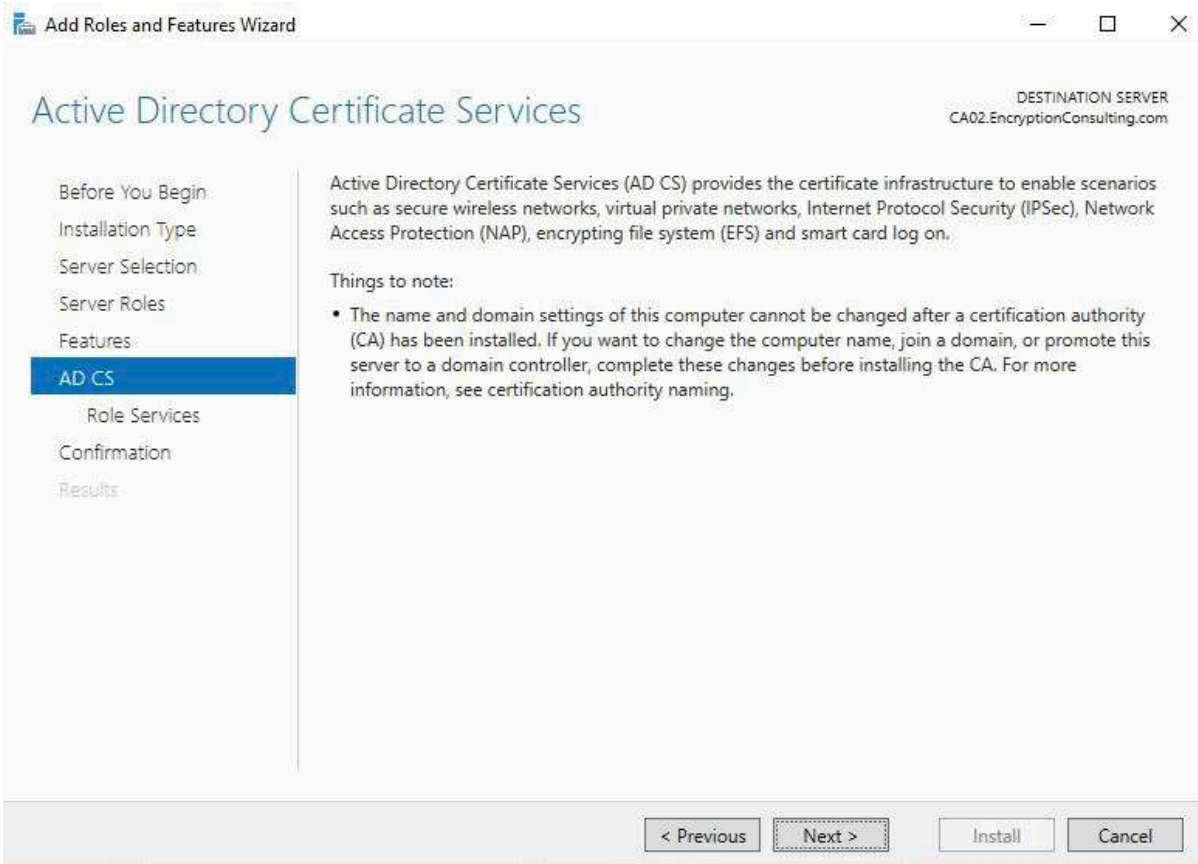 Add Roles and Features Wizard
Active Directory Certificate Services
DESTINATION SERVER
CA02.EncryptionConsulting.com
Before You Begin
Installation Type
Server Selection
Server Roles
Features
AD CS
Role Services
Confirmation
Results
Active Directory Certificate Services (AD CS) provides the certificate infrastructure to enable scenarios
such as secure wireless networks, virtual private networks, Internet Protocol Security (IPSec), Network
Access Protection (NAP), encrypting file system (EFS) and smart card log on.
Things to note:
• The name and domain settings of this computer cannot be changed after a certification authority
(CA) has been installed. If you want to change the computer name, join a domain, or promote this
server to a domain controller, complete these changes before installing the CA. For more
information, see certification authority naming.
< Previous
Next >
Install
Cancel